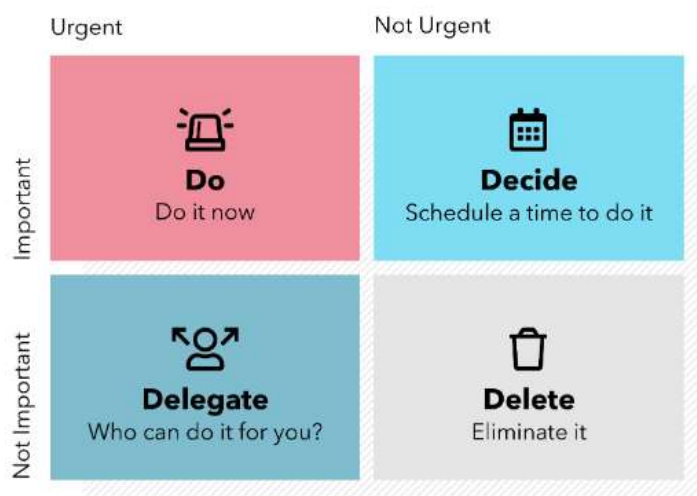 Urgent
Not Urgent
Important
Do
Do it now
Decide
Schedule a time to do it
Not Important
Delegate
Who can do it for you?
Delete
Eliminate it